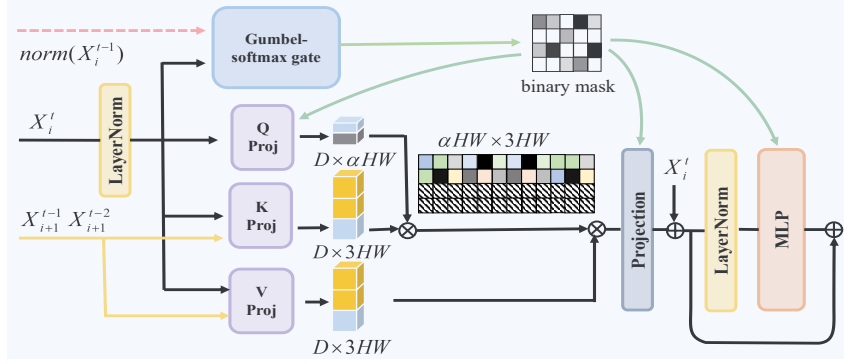 norm(X_i^{t-1})
Gumbel-
softmax gate
binary mask
X_i^t
LayerNorm
Q
Proj
D×αHW
αHW×3HW
X_{i+1}^{t-1} X_{i+1}^{t-2}
K
Proj
D×3HW
V
Proj
D×3HW
Projection
X_i^t
LayerNorm
MLP